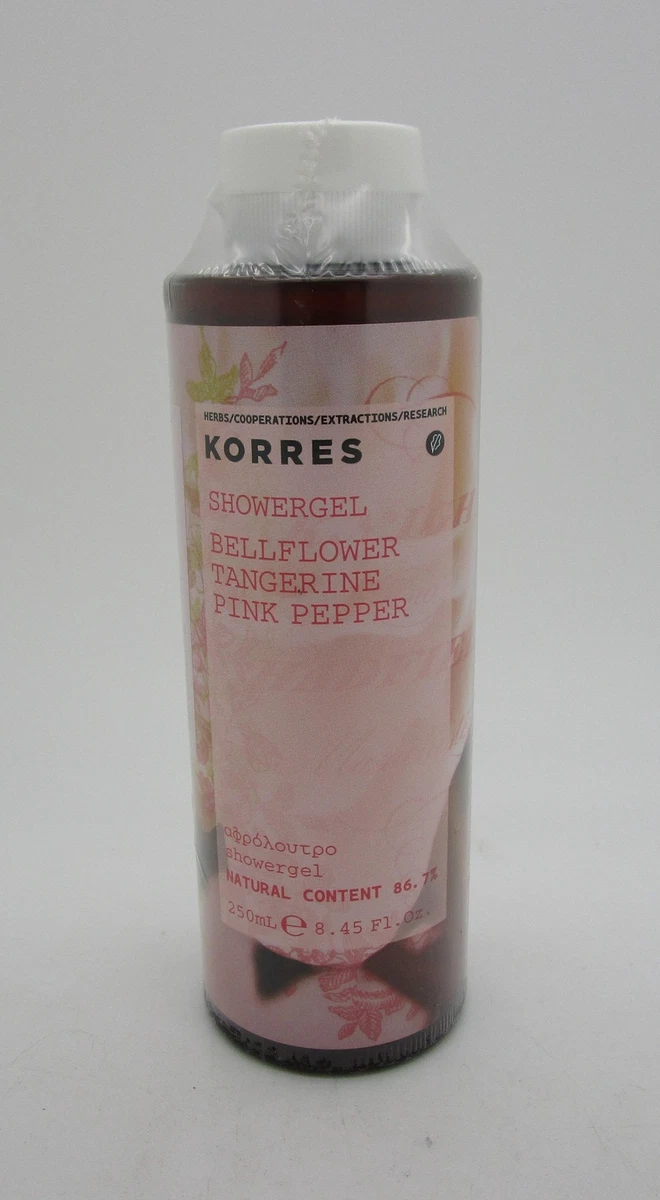 HERBS/COOPERATIONS/EXTRACTIONS/RESEARCH
KORRES
SHOWERGEL
BELLFLOWER
TANGERINE
PINK PEPPER
αφρόλουτρο
showergel
NATURAL CONTENT 86.7%
250mL e 8.45 Fl.Oz.